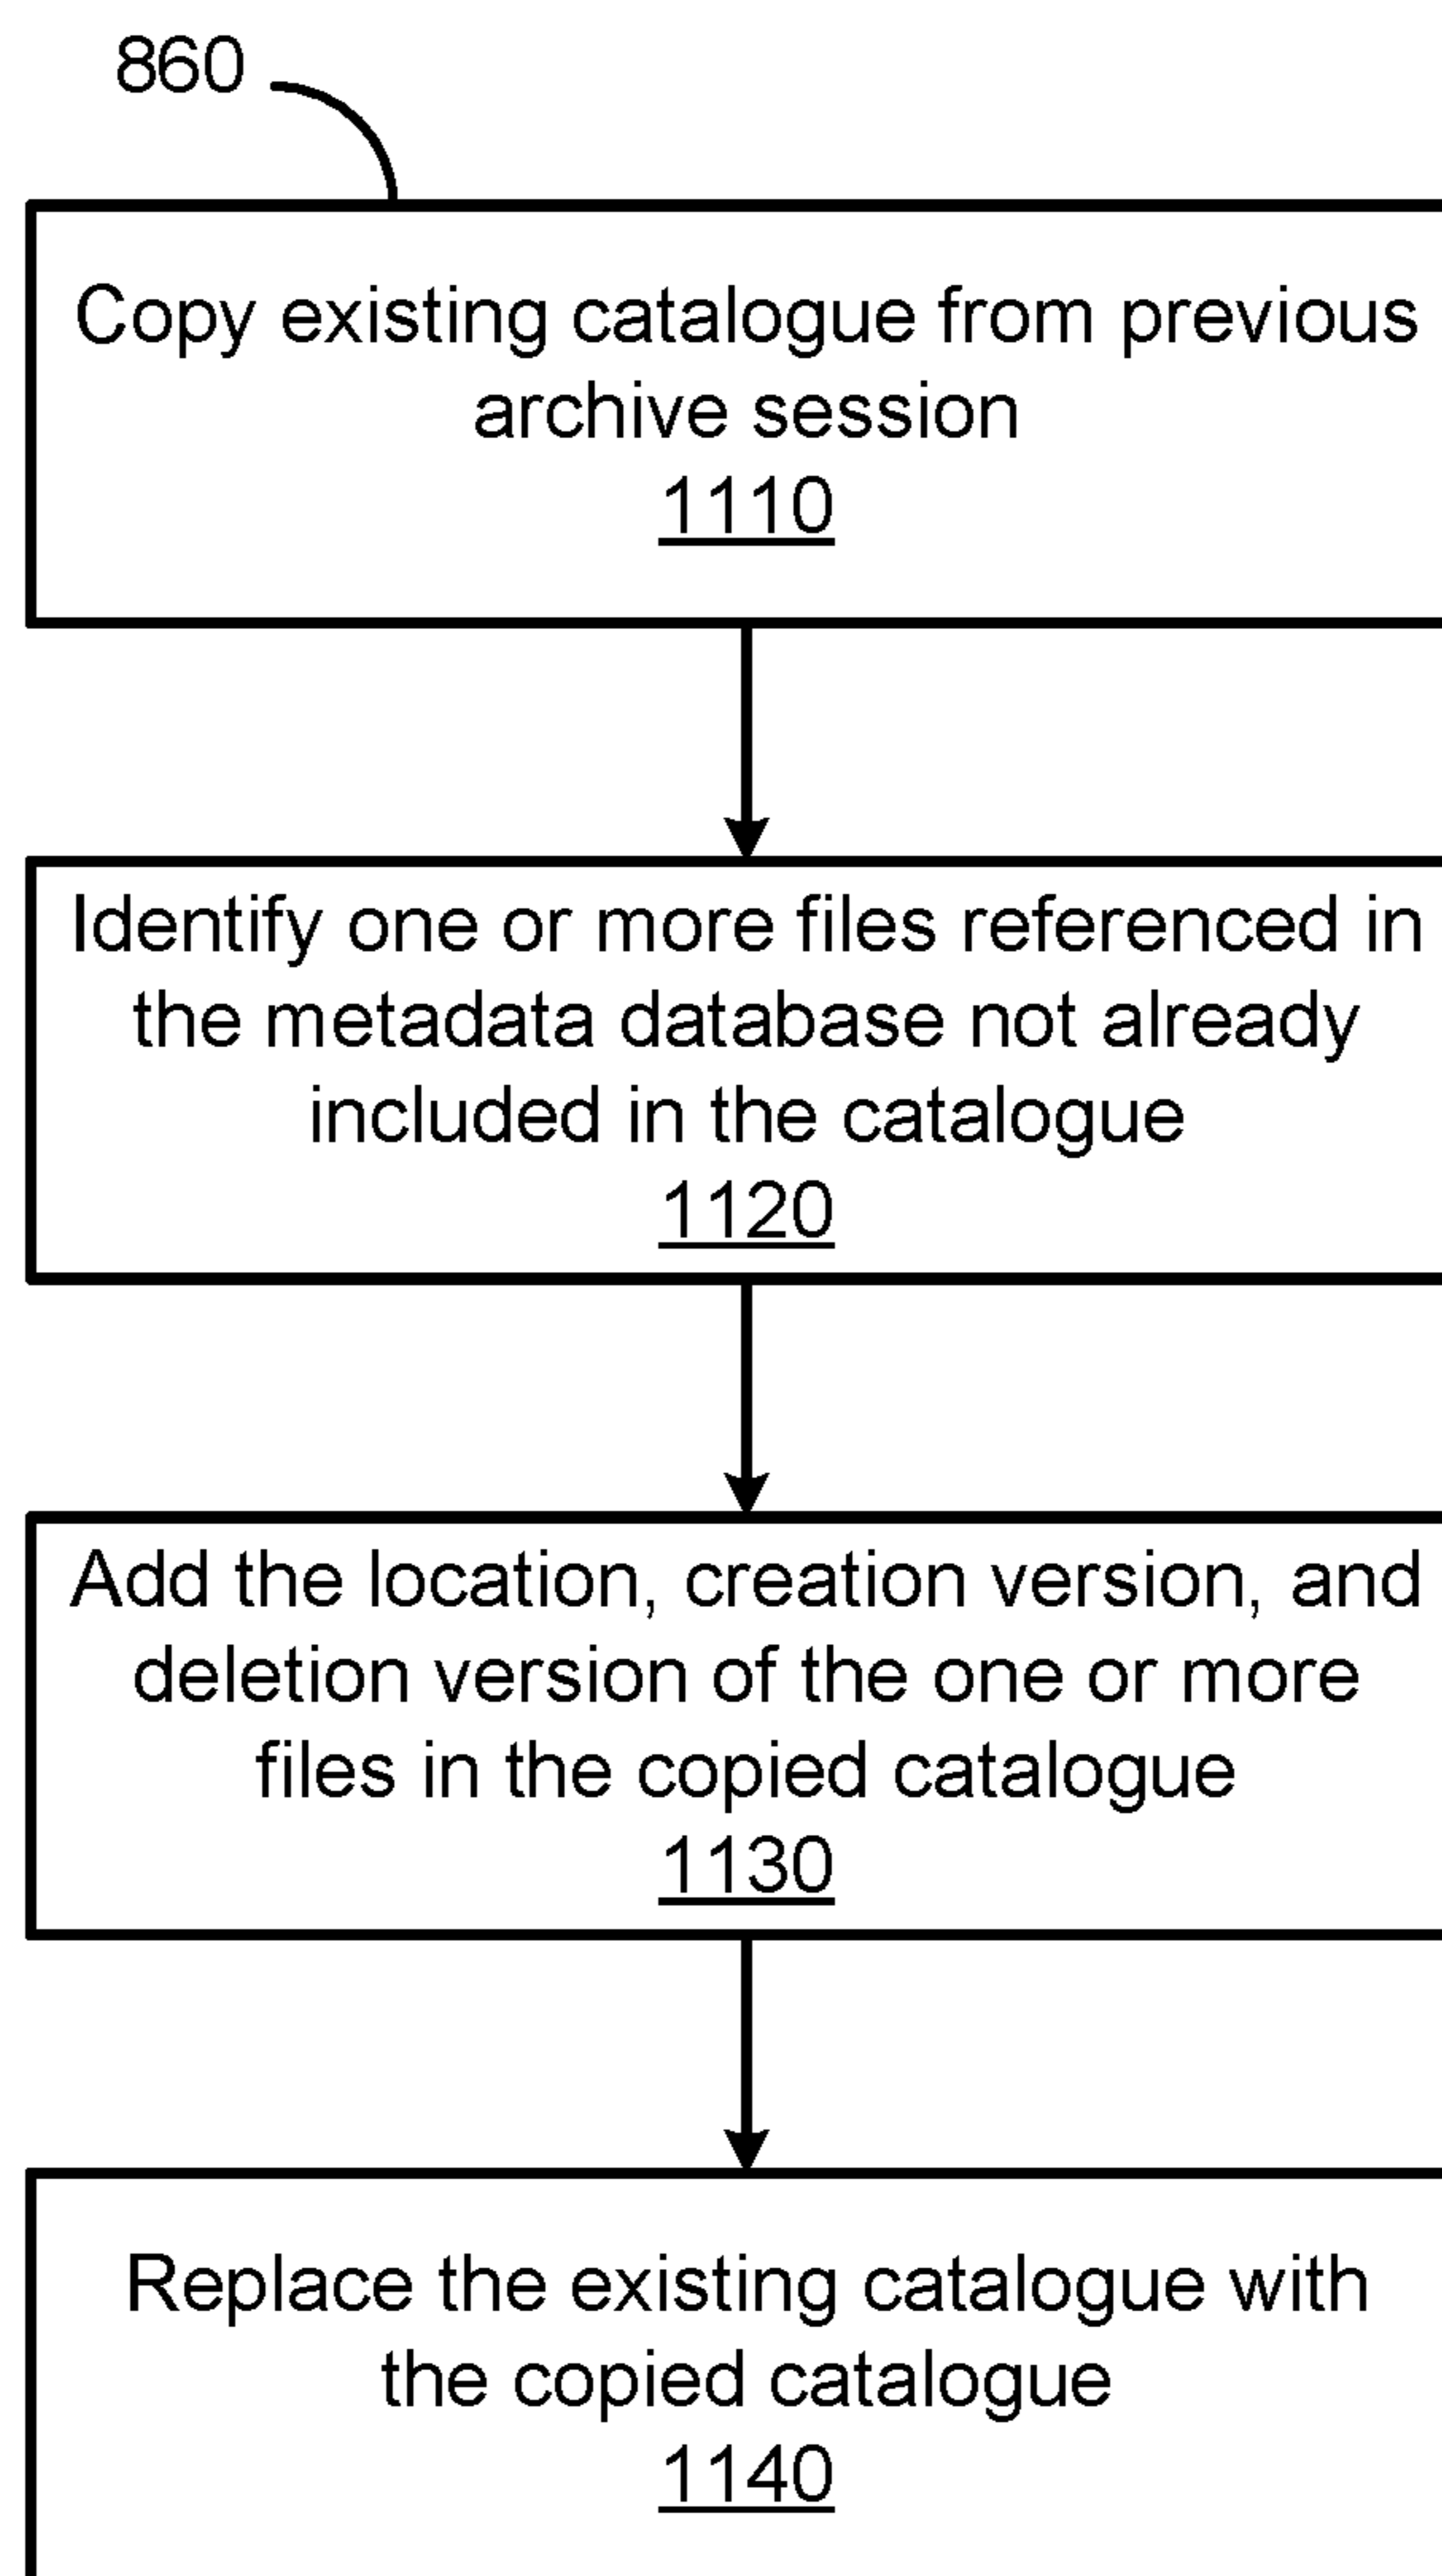 860
Copy existing catalogue from previous
archive session
1110
Identify one or more files referenced in
the metadata database not already
included in the catalogue
1120
Add the location, creation version, and
deletion version of the one or more
files in the copied catalogue
1130
Replace the existing catalogue with
the copied catalogue
1140